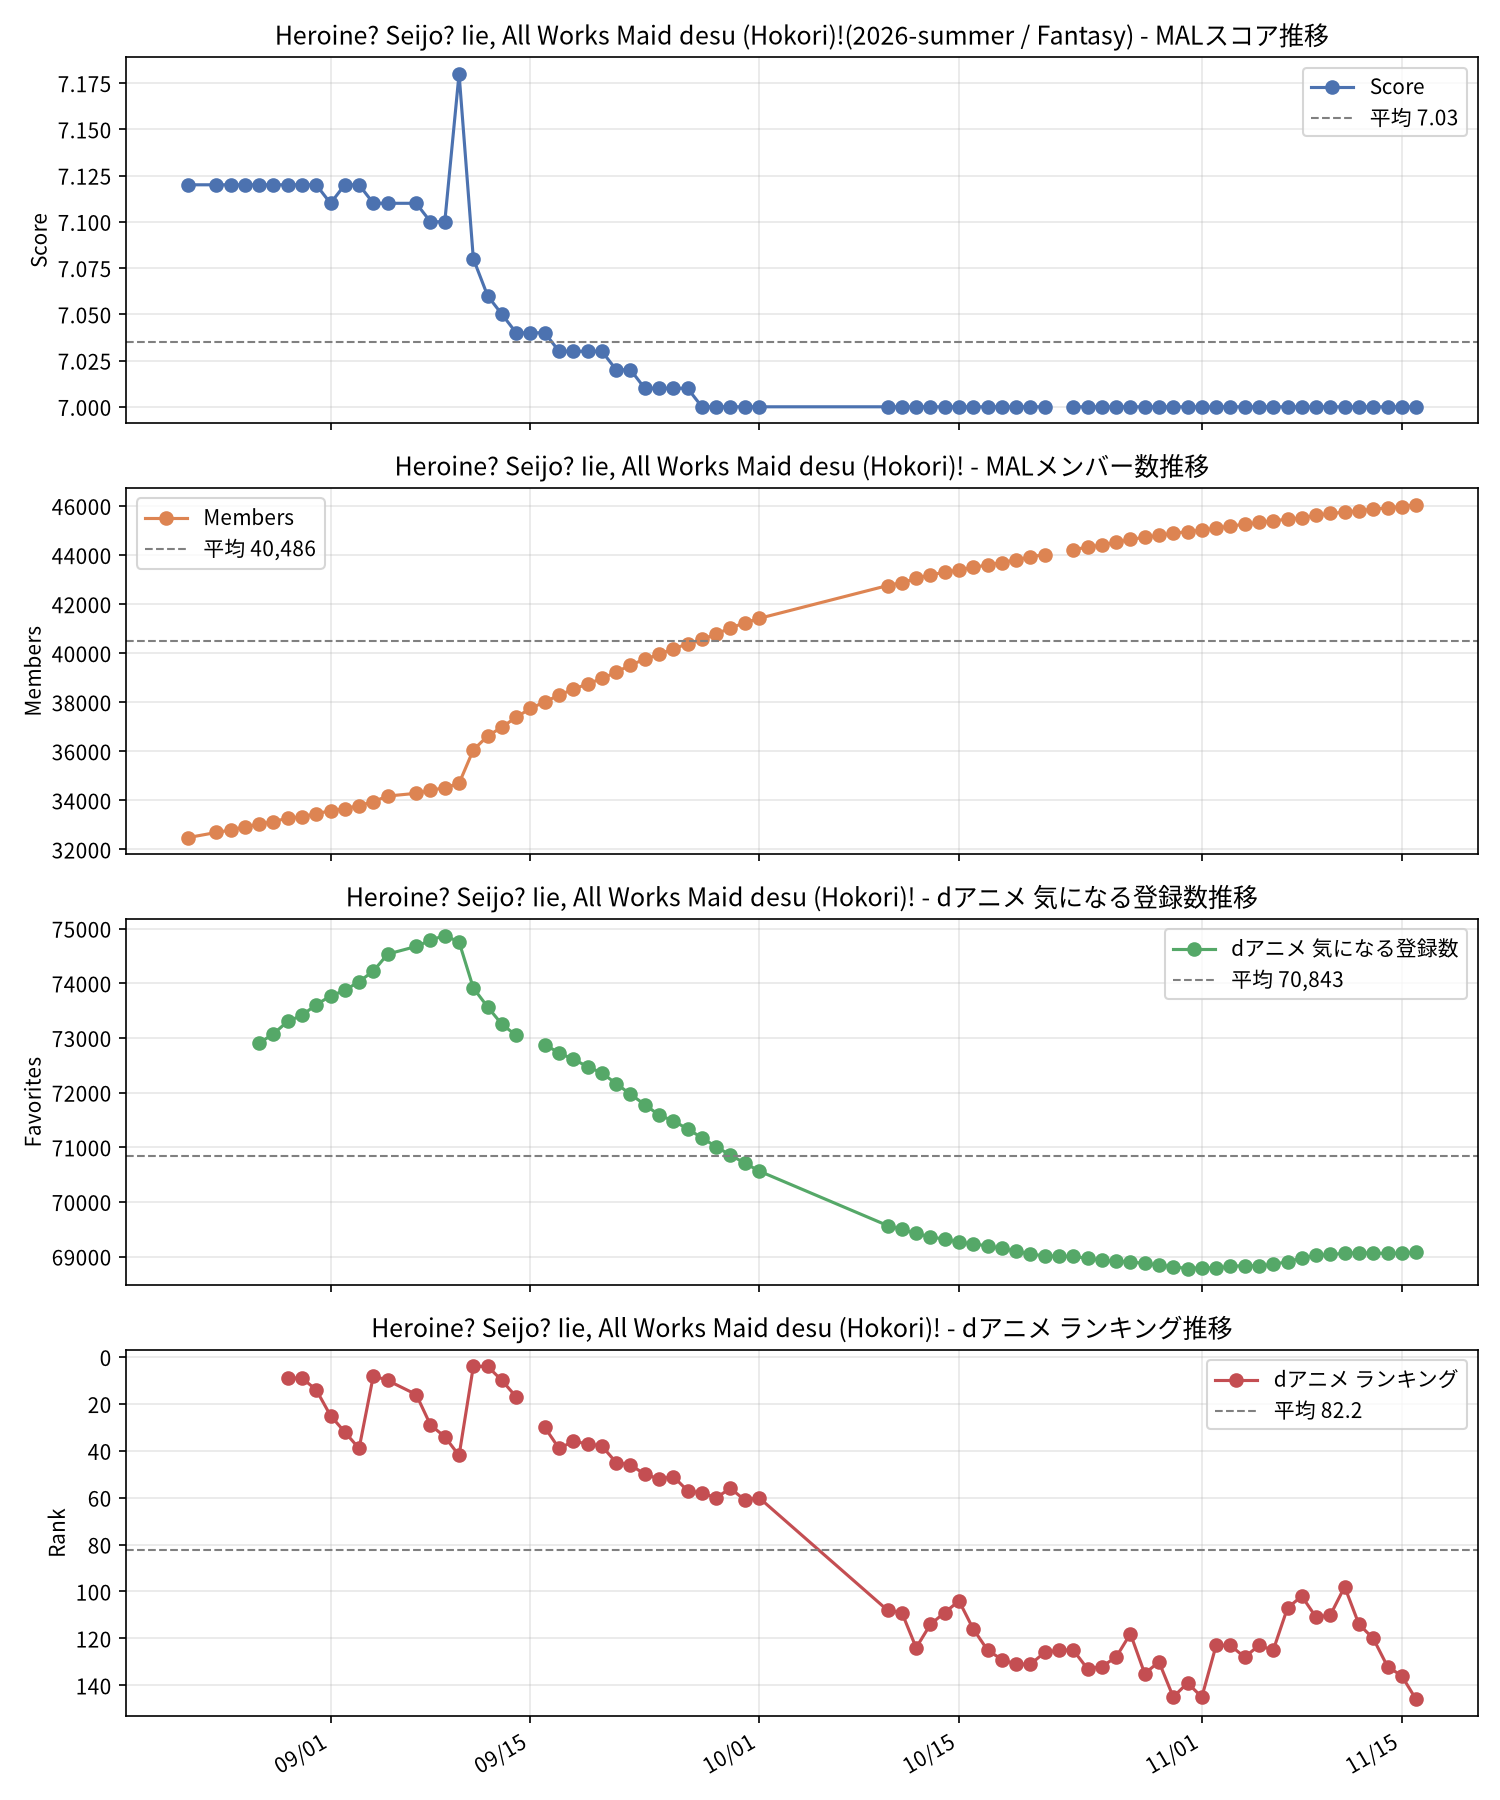 Heroine? Seijo? Iie, All Works Maid desu (Hokori)!(2026-summer / Fantasy) - MALスコア推移
Score
7.175
7.150
7.125
7.100
7.075
7.050
7.025
7.000
Score
平均 7.03
Heroine? Seijo? Iie, All Works Maid desu (Hokori)! - MALメンバー数推移
Members
46000
44000
42000
40000
38000
36000
34000
32000
Members
平均 40,486
Heroine? Seijo? Iie, All Works Maid desu (Hokori)! - dアニメ 気になる登録数推移
Favorites
75000
74000
73000
72000
71000
70000
69000
dアニメ 気になる登録数
平均 70,843
Heroine? Seijo? Iie, All Works Maid desu (Hokori)! - dアニメ ランキング推移
Rank
0
20
40
60
80
100
120
140
dアニメ ランキング
平均 82.2
09/01
09/15
10/01
10/15
11/01
11/15